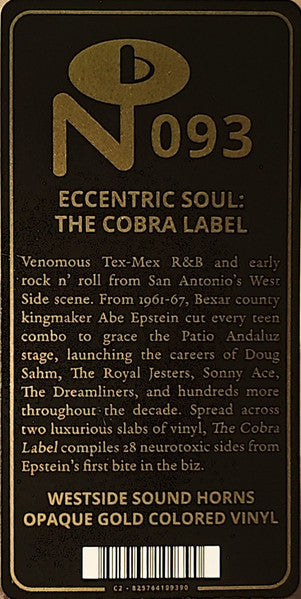 b
N 093
ECCENTRIC SOUL:
THE COBRA LABEL
Venomous Tex-Mex R&B and early
rock n' roll from San Antonio's West
Side scene. From 1961-67, Bexar county
kingmaker Abe Epstein cut every teen
combo to grace the Patio Andaluz
stage, launching the careers of Doug
Sahm, The Royal Jesters, Sonny Ace,
The Dreamliners, and hundreds more
throughout the decade. Spread across
two luxurious slabs of vinyl, The Cobra
Label compiles 28 neurotoxic sides from
Epstein's first bite in the biz.
WESTSIDE SOUND HORNS
OPAQUE GOLD COLORED VINYL
C2 - 825764109390